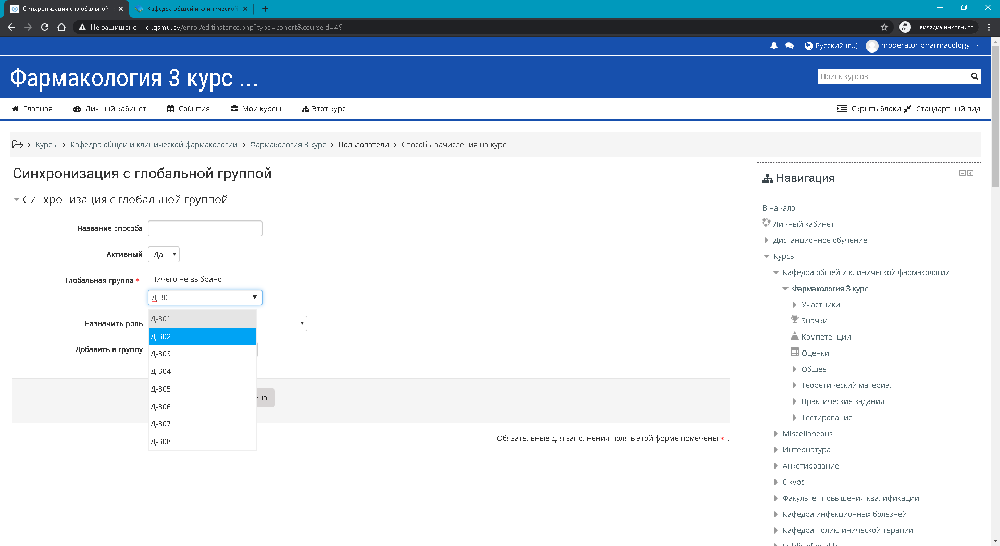 Синхронизация с глобальной г
Кафедра общей и клинической
Не защищено
dl.gsmu.by/enrol/editinstance.php?type=cohort&courseid=49
1 вкладка инкогнито
Русский (ru)
moderator pharmacology
Фармакология 3 курс ...
Поиск курсов
Главная
Личный кабинет
События
Мои курсы
Этот курс
Скрыть блоки
Стандартный вид
Курсы
Кафедра общей и клинической фармакологии
Фармакология 3 курс
Пользователи
Способы зачисления на курс
Синхронизация с глобальной группой
Синхронизация с глобальной группой
Название способа
Активный
Да
Глобальная группа *
Ничего не выбрано
Д-30
Д-301
Назначить роль
Д-302
Добавить в группу
Д-303
Д-304
Д-305
ена
Д-306
Д-307
Д-308
Обязательные для заполнения поля в этой форме помечены * .
Навигация
В начало
Личный кабинет
Дистанционное обучение
Курсы
Кафедра общей и клинической фармакологии
Фармакология 3 курс
Участники
Значки
Компетенции
Оценки
Общее
Теоретический материал
Практические задания
Тестирование
Miscellaneous
Интернатура
Анкетирование
6 курс
Факультет повышения квалификации
Кафедра инфекционных болезней
Кафедра поликлинической терапии
Public of health